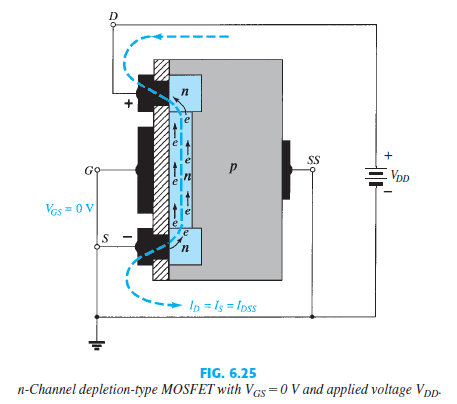 D
n
+
e
e
e
e
n
p
SS
+
V_DD
−
G
V_GS = 0 V
e
e
S
−
e
n
I_D = I_S = I_DSS
FIG. 6.25
n-Channel depletion-type MOSFET with V_GS = 0 V and applied voltage V_DD.